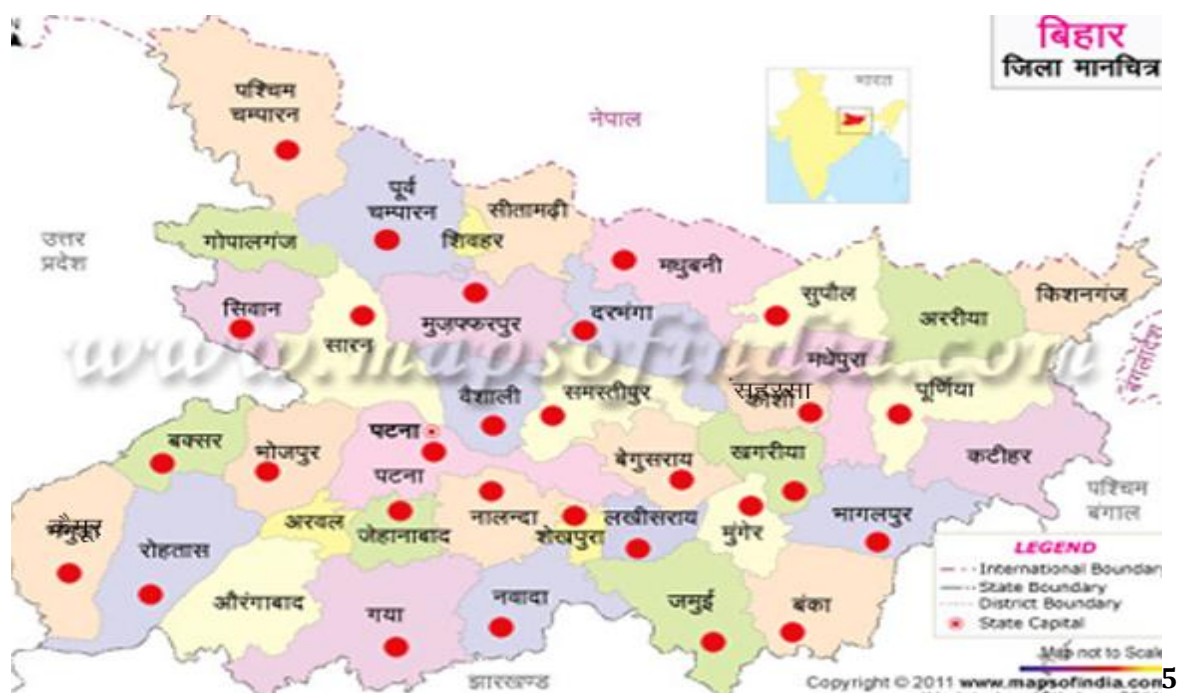 बिहार
जिला मानचित्र
भारत
नेपाल
पश्चिम
चम्पारन
पूर्व
चम्पारन
सीतामढ़ी
शिवहर
गोपालगंज
उत्तर
प्रदेश
मधुबनी
सुपौल
किशनगंज
अररीया
सिवान
सारन
मुज़फ्फरपुर
दरभंगा
मधेपुरा
बंगलादेश
www.mapsofindia.com
सहरसा
पूर्णिया
वैशाली
समस्तीपुर
पटना
बक्सर
भोजपुर
पटना
बेगुसराय
खगरीया
कटीहर
पश्चिम
बंगाल
रोहतास
अरवल
जेहानाबाद
नालन्दा
शेखपुरा
लखीसराय
मुंगेर
भागलपुर
औरंगाबाद
गया
नवादा
जमुई
बंका
झारखण्ड
LEGEND
International Boundary
State Boundary
District Boundary
State Capital
Map not to Scale
Copyright © 2011 www.mapsofindia.com
5